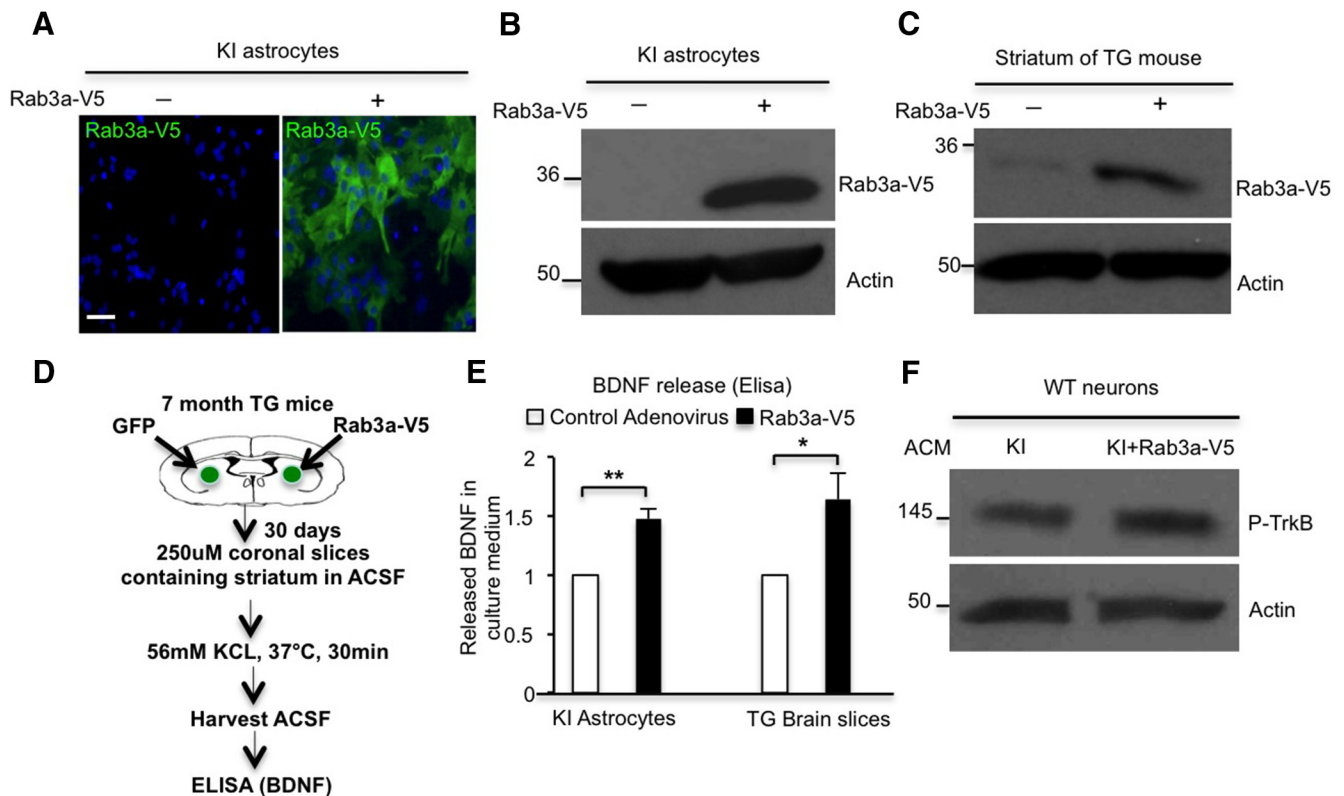 A
KI astrocytes
Rab3a-V5 − +
Rab3a-V5
Rab3a-V5
B
KI astrocytes
Rab3a-V5 − +
36
Rab3a-V5
50
Actin
C
Striatum of TG mouse
Rab3a-V5 − +
36
Rab3a-V5
50
Actin
D
7 month TG mice
GFP
Rab3a-V5
30 days
250uM coronal slices
containing striatum in ACSF
56mM KCL, 37°C, 30min
Harvest ACSF
ELISA (BDNF)
E
BDNF release (Elisa)
Control Adenovirus Rab3a-V5
Released BDNF in
culture medium
2
1.5
1
0.5
0
**
*
KI Astrocytes
TG Brain slices
F
WT neurons
ACM KI KI+Rab3a-V5
145
P-TrkB
50
Actin